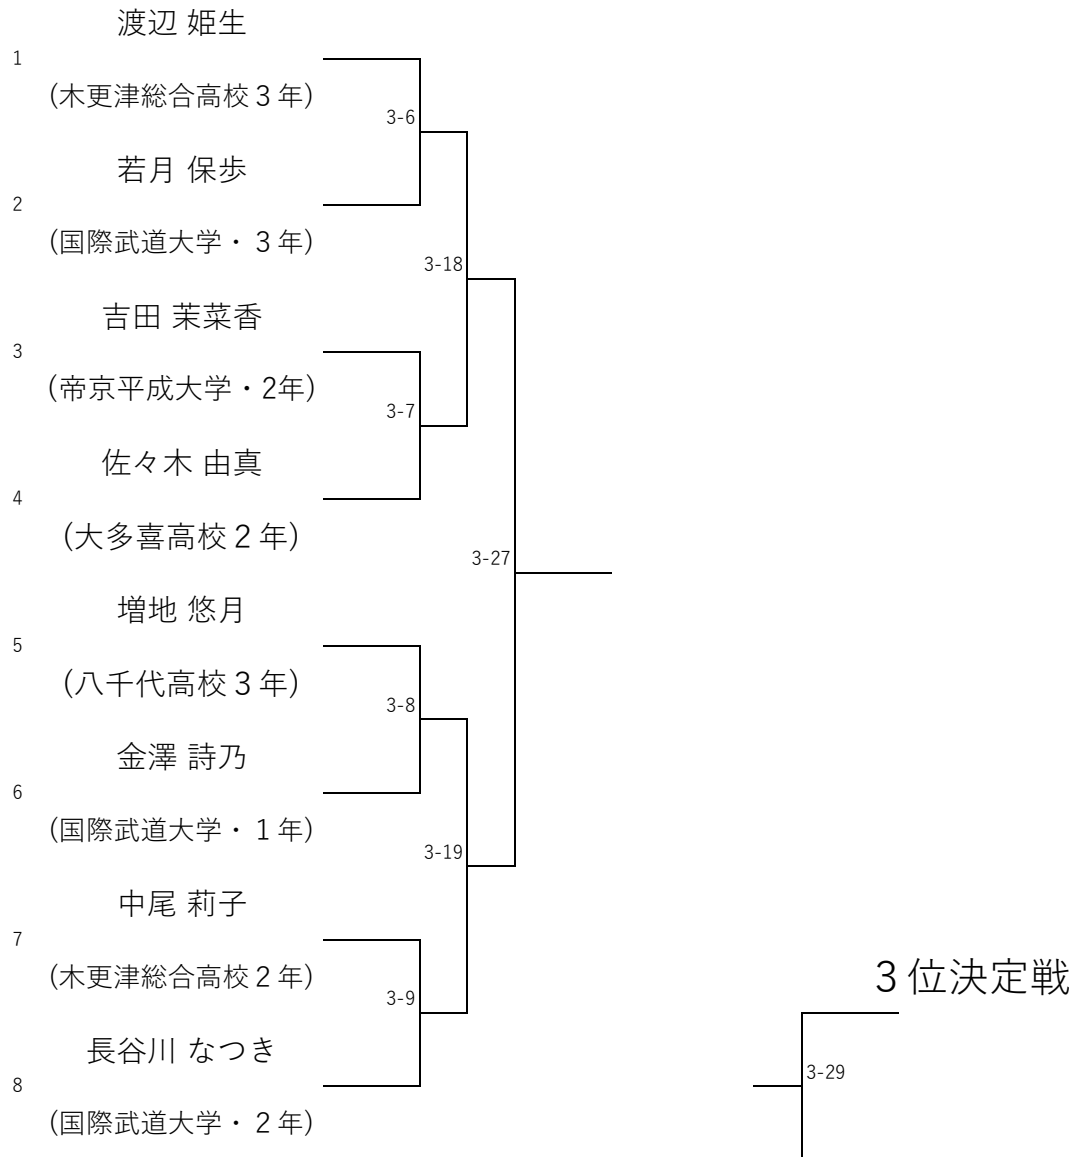 渡辺 姫生
1
(木更津総合高校３年)
3-6
若月 保歩
2
(国際武道大学・３年)
3-18
吉田 茉菜香
3
(帝京平成大学・2年)
3-7
佐々木 由真
4
(大多喜高校２年)
3-27
増地 悠月
5
(八千代高校３年)
3-8
金澤 詩乃
6
(国際武道大学・１年)
3-19
中尾 莉子
7
(木更津総合高校２年)
3-9
３位決定戦
長谷川 なつき
8
3-29
(国際武道大学・２年)